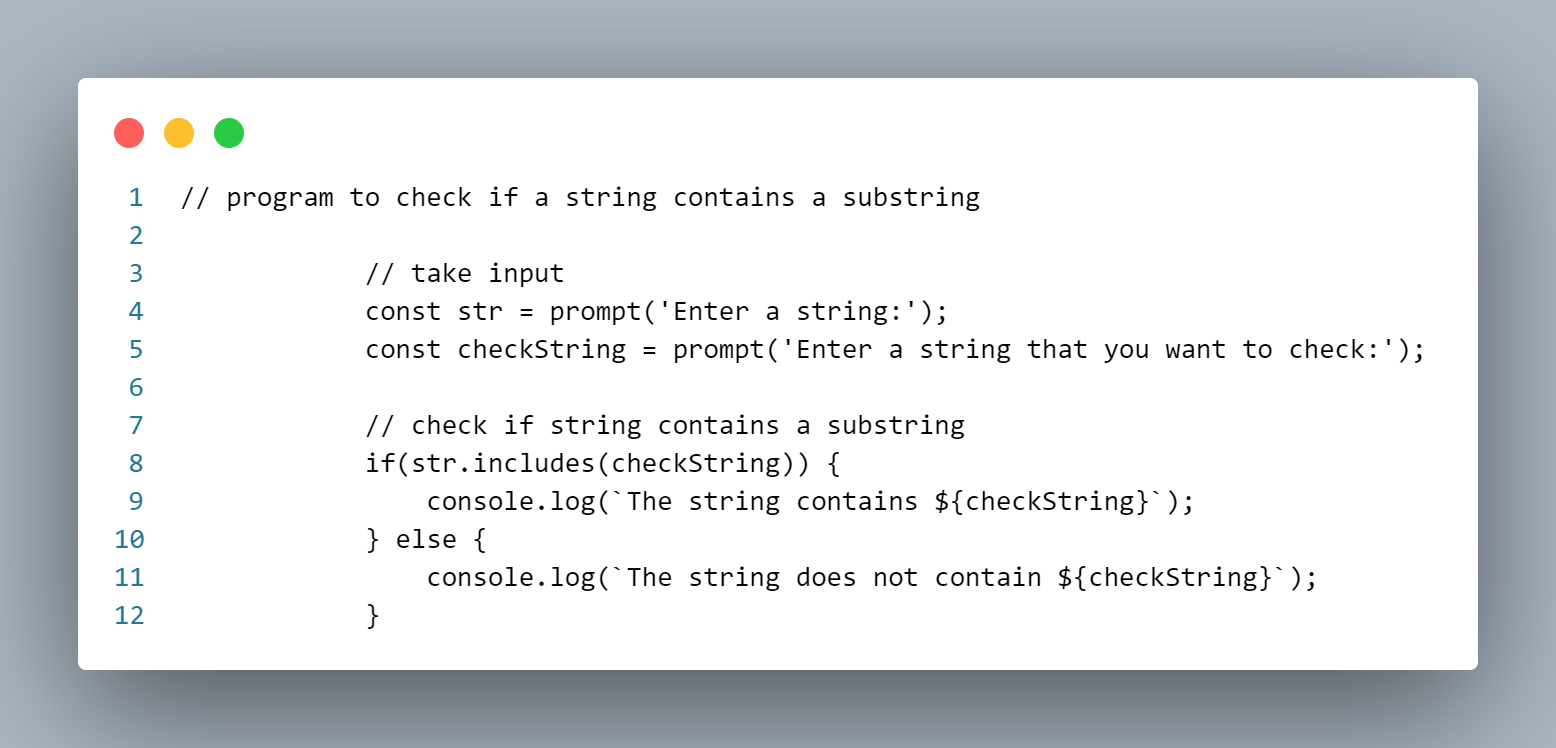 1 // program to check if a string contains a substring
2
3             // take input
4             const str = prompt('Enter a string:');
5             const checkString = prompt('Enter a string that you want to check:');
6
7             // check if string contains a substring
8             if(str.includes(checkString)) {
9                 console.log(`The string contains ${checkString}`);
10             } else {
11                 console.log(`The string does not contain ${checkString}`);
12             }